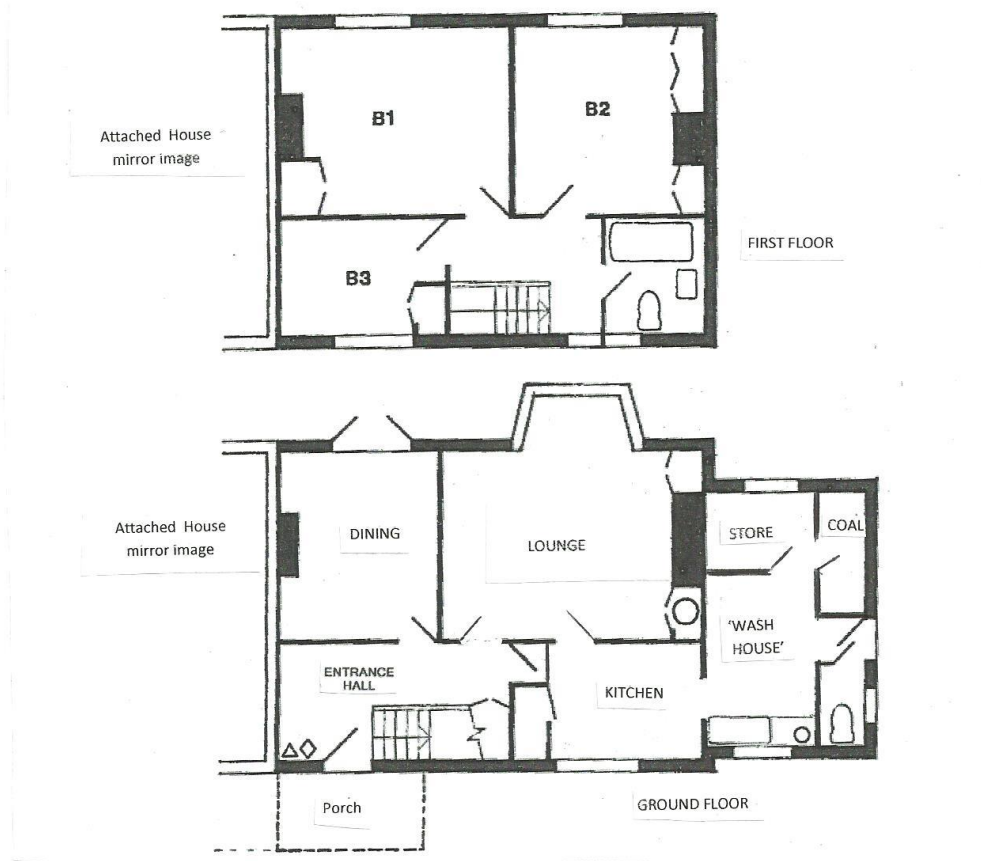 B1
B2
Attached House
mirror image
FIRST FLOOR
B3
Attached House
mirror image
DINING
LOUNGE
STORE
COAL
'WASH
HOUSE'
ENTRANCE
HALL
KITCHEN
Porch
GROUND FLOOR